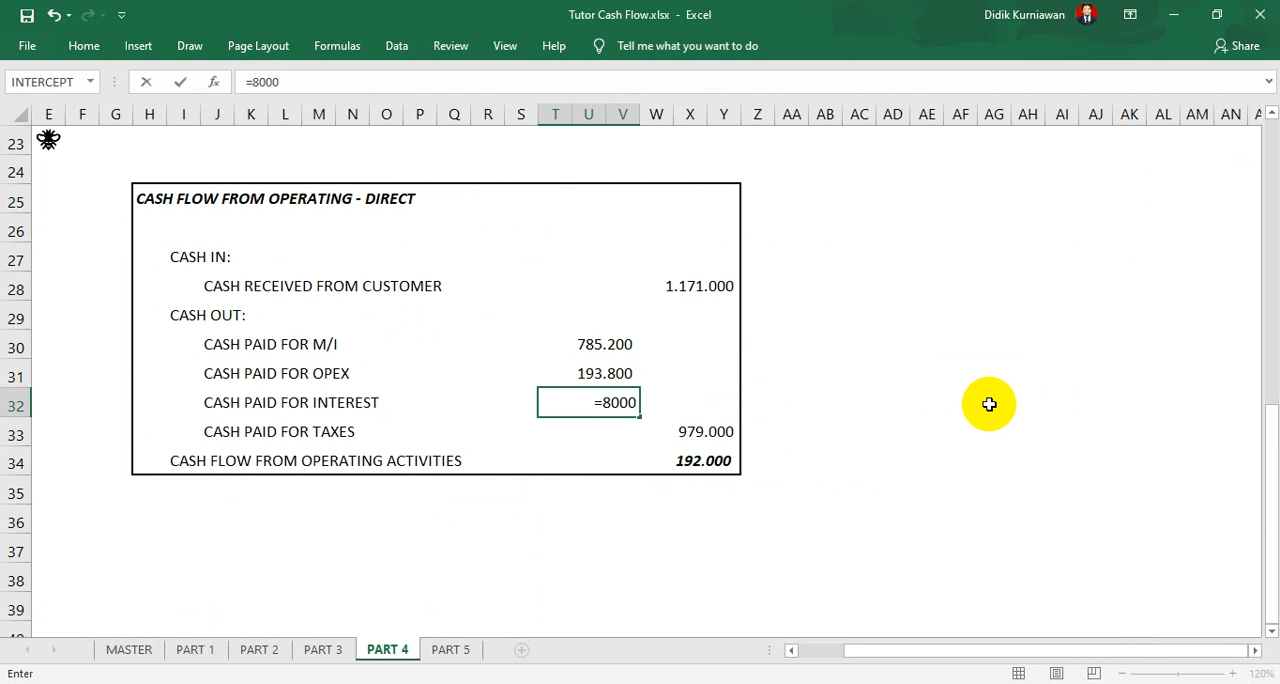 Tutor Cash Flow.xlsx - Excel
Didik Kurniawan
File Home Insert Draw Page Layout Formulas Data Review View Help Tell me what you want to do Share
INTERCEPT fx =8000
E F G H I J K L M N O P Q R S T U V W X Y Z AA AB AC AD AE AF AG AH AI AJ AK AL AM AN
23
24
25 CASH FLOW FROM OPERATING - DIRECT
26
27 CASH IN:
28 CASH RECEIVED FROM CUSTOMER 1.171.000
29 CASH OUT:
30 CASH PAID FOR M/I 785.200
31 CASH PAID FOR OPEX 193.800
32 CASH PAID FOR INTEREST =8000
33 CASH PAID FOR TAXES 979.000
34 CASH FLOW FROM OPERATING ACTIVITIES 192.000
35
36
37
38
39
MASTER PART 1 PART 2 PART 3 PART 4 PART 5
Enter 120%